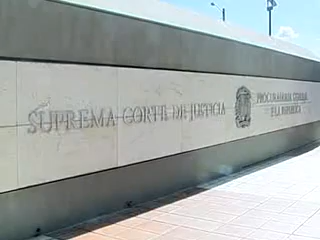 SUPREMA CORTE DE JUSTICIA
PROCURADURIA GENERAL
DE LA REPUBLICA